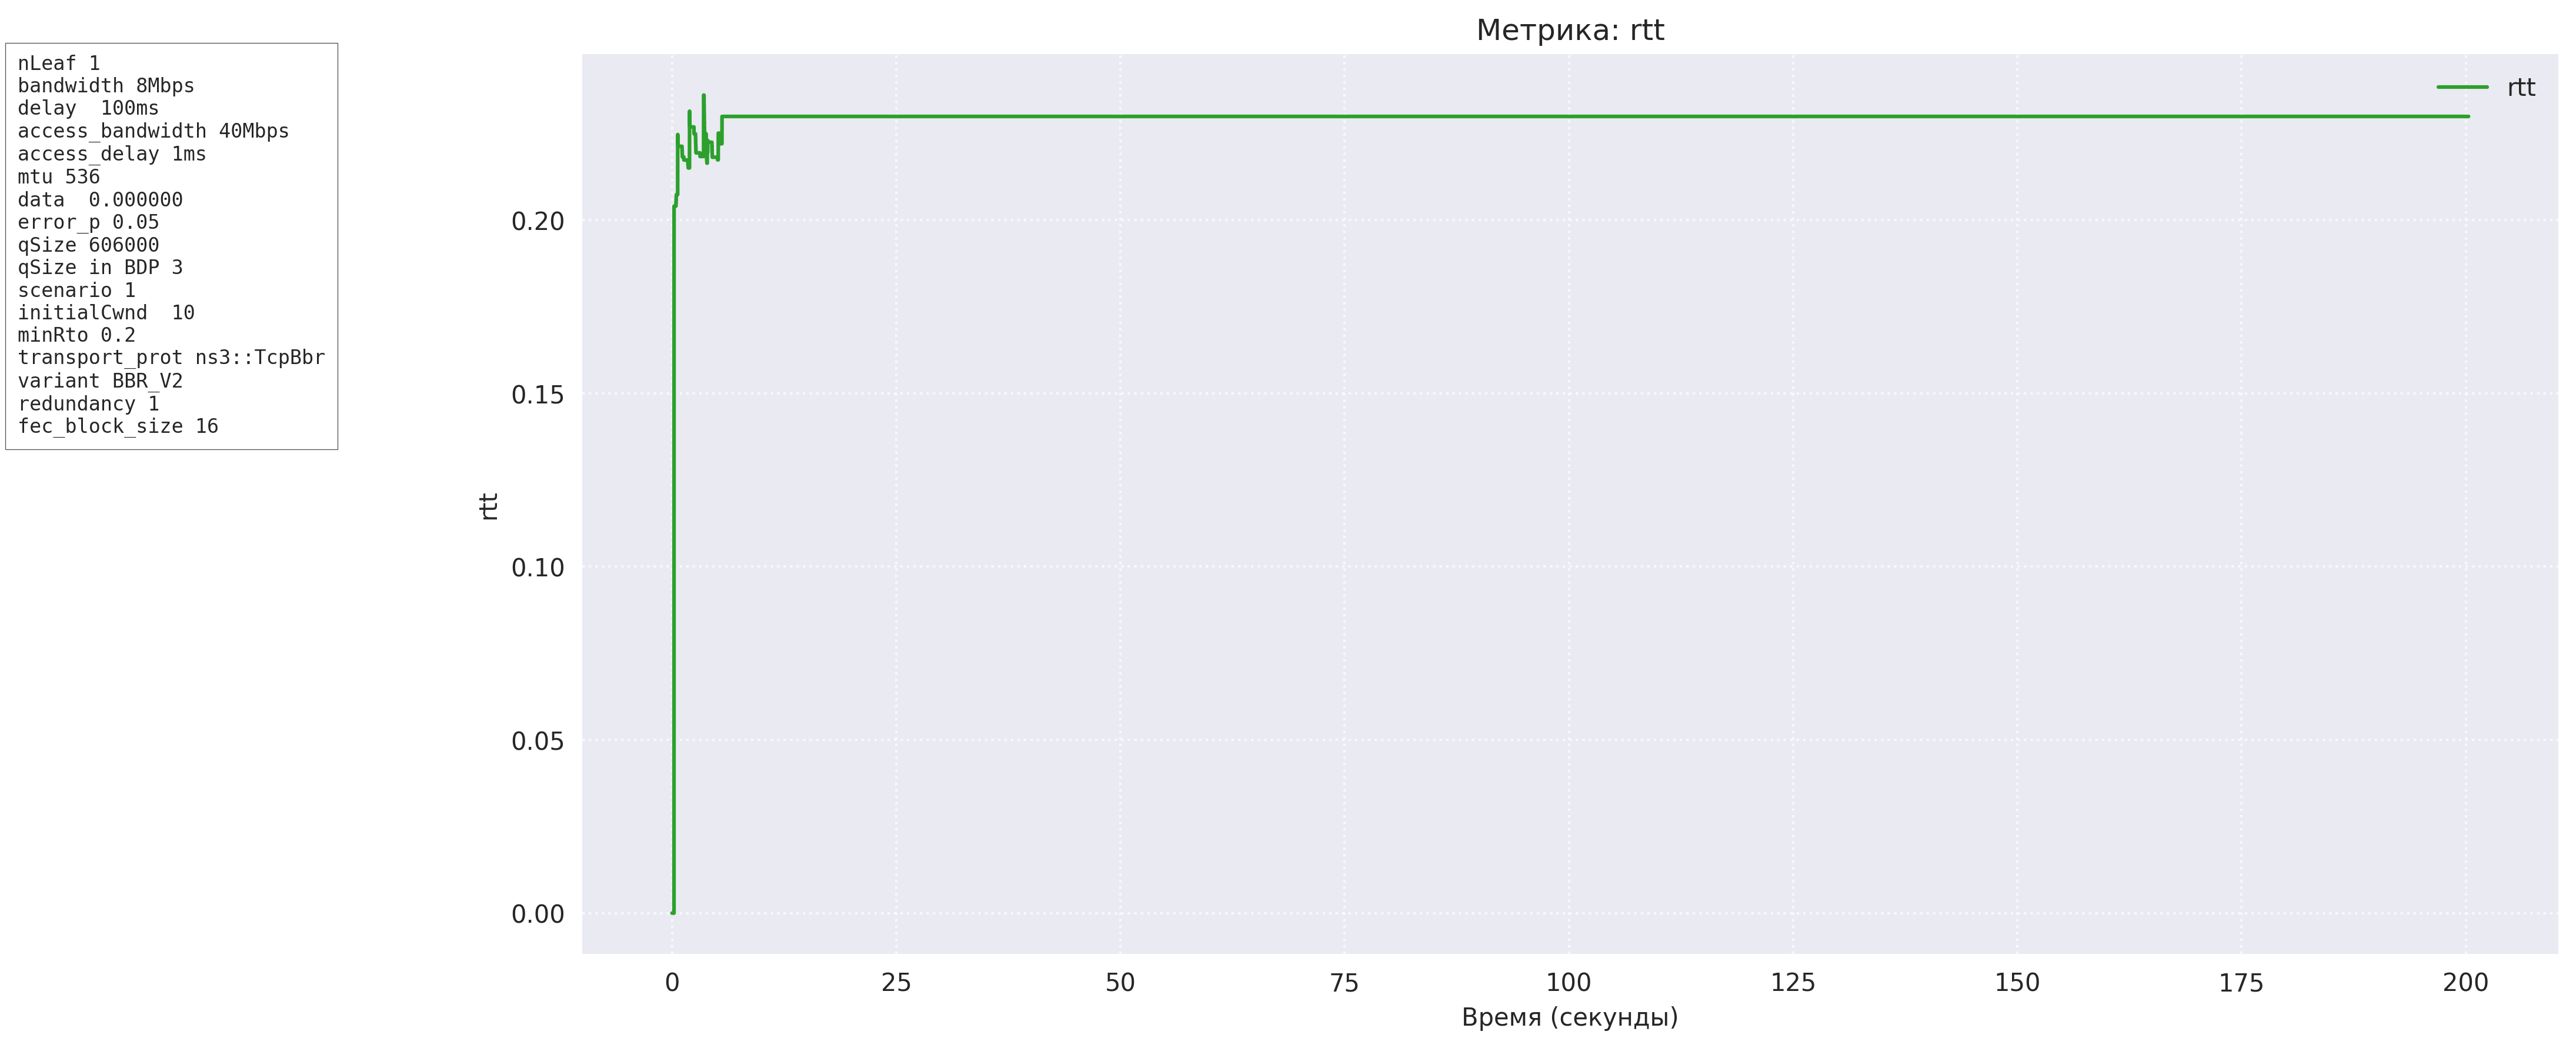 Метрика: rtt
nLeaf 1
bandwidth 8Mbps
delay  100ms
access_bandwidth 40Mbps
access_delay 1ms
mtu 536
data  0.000000
error_p 0.05
qSize 606000
qSize in BDP 3
scenario 1
initialCwnd  10
minRto 0.2
transport_prot ns3::TcpBbr
variant BBR_V2
redundancy 1
fec_block_size 16
rtt
0.20
0.15
0.10
0.05
0.00
rtt
0 25 50 75 100 125 150 175 200
Время (секунды)